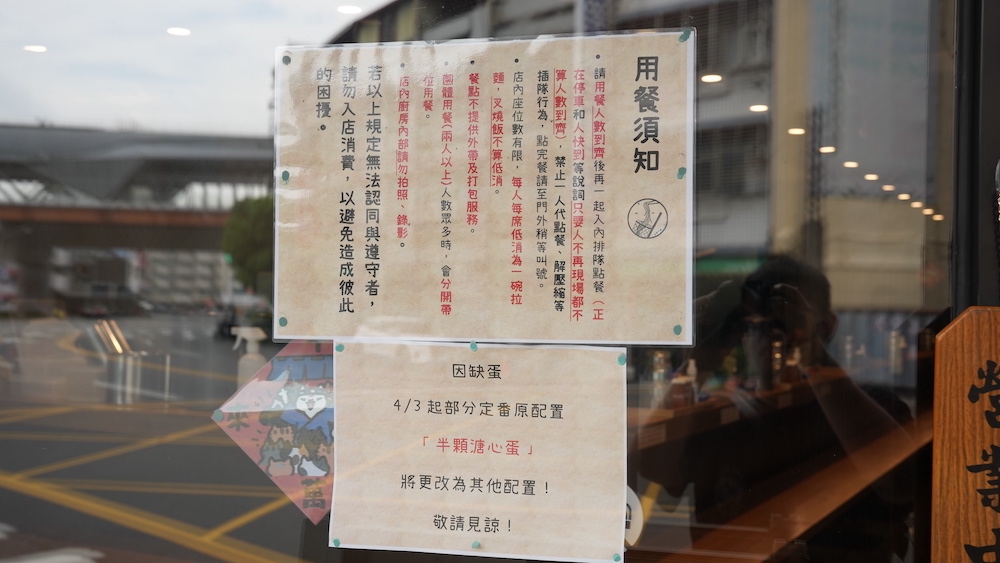 用餐須知
• 請用餐人數到齊後再一起入內排隊點餐（正
在停車和人快到等說詞只要人不再現場都不
算人數到齊），禁止一人代點餐、解壓縮等
插隊行為，點完餐請至門外稍等叫號。
• 店內座位數有限，每人每席低消為一碗拉
麵，叉燒飯不算低消。
• 餐點不提供外帶及打包服務。
• 團體用餐（兩人以上）人數眾多時，會分開帶
位用餐。
• 店內廚房內部請勿拍照、錄影。
若以上規定無法認同與遵守者，
請勿入店消費，以避免造成彼此
的困擾。
因缺蛋
4/3起部分定番原配置
「半顆溏心蛋」
將更改為其他配置！
敬請見諒！
營業中